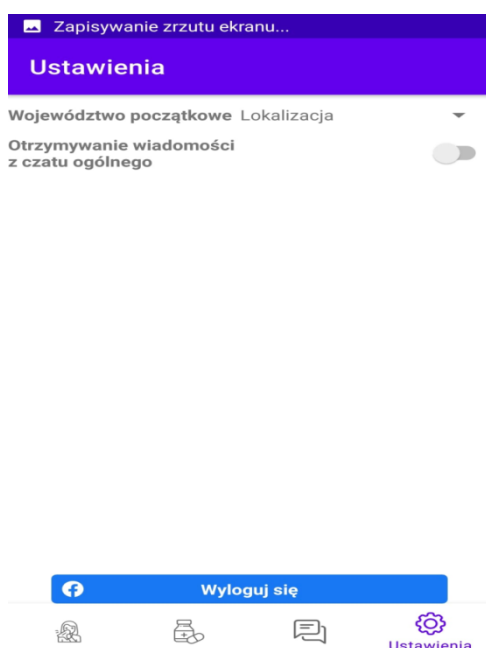 Zapisywanie zrzutu ekranu...
Ustawienia
Województwo początkowe Lokalizacja
Otrzymywanie wiadomości
z czatu ogólnego
Wyloguj się
Ustawienia